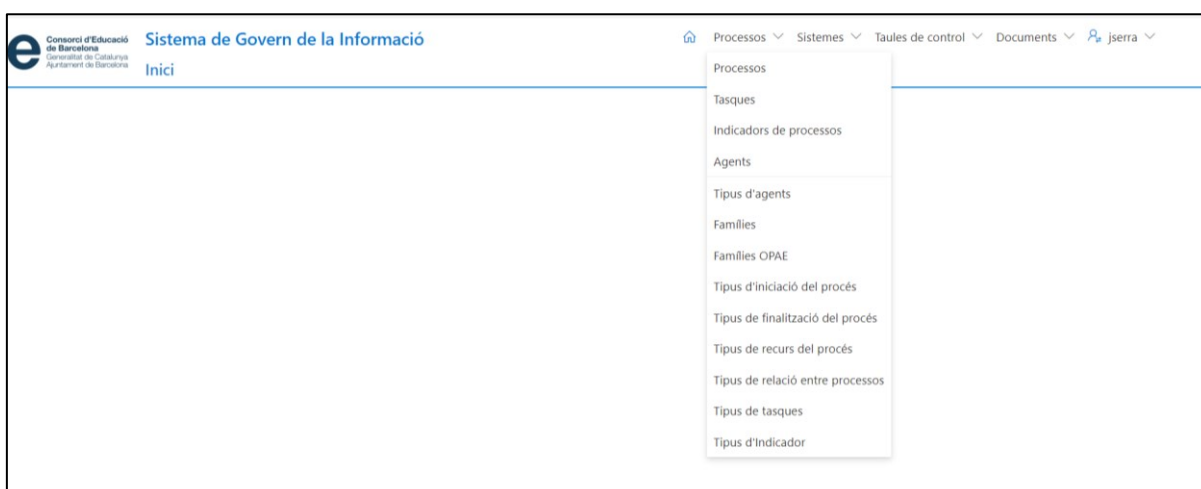 Consorci d'Educació
de Barcelona
Generalitat de Catalunya
Ajuntament de Barcelona
Sistema de Govern de la Informació
Inici
Processos Sistemes Taules de control Documents jserra
Processos
Tasques
Indicadors de processos
Agents
Tipus d'agents
Famílies
Famílies OPAE
Tipus d'iniciació del procés
Tipus de finalització del procés
Tipus de recurs del procés
Tipus de relació entre processos
Tipus de tasques
Tipus d'Indicador